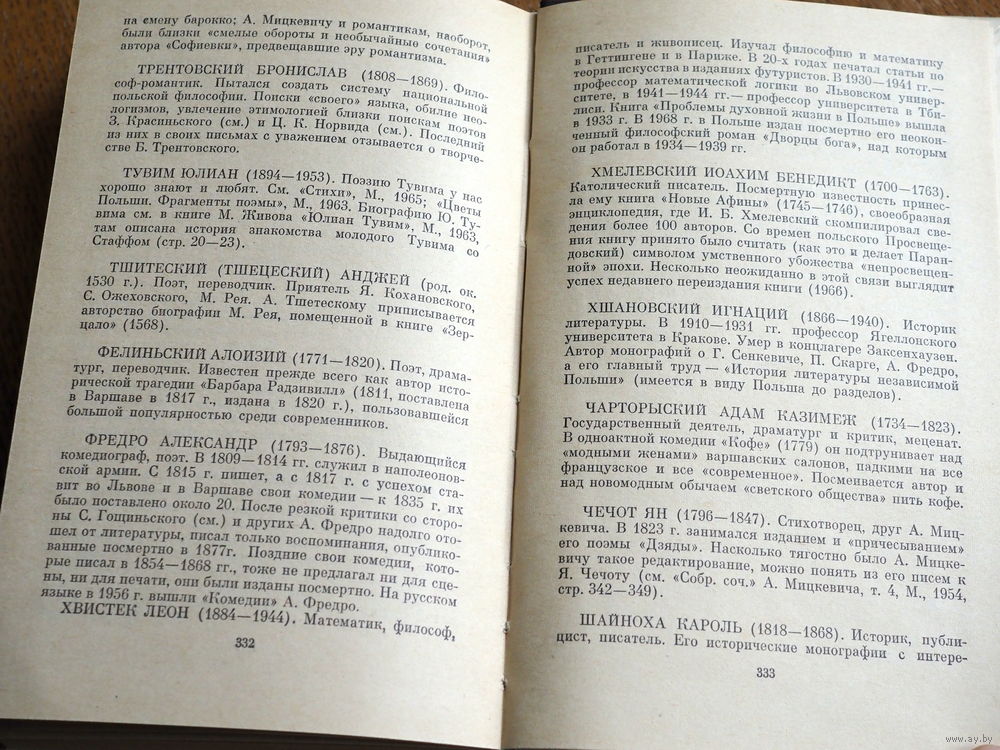 на смену барокко; А. Мицкевичу и романтикам, наоборот,
были близки «смелые обороты и необычайные сочетания»
автора «Софиевки», предвещавшие эру романтизма.
ТРЕНТОВСКИЙ БРОНИСЛАВ (1808—1869). Фило-
соф-романтик. Пытался создать систему национальной
польской философии. Поиски «своего» языка, обилие нео-
логизмов, увлечение этимологией близки поискам поэтов
З. Красиньского (см.) и Ц. К. Норвида (см.). Последний
из них в своих письмах с уважением отзывается о творче-
стве Б. Трентовского.
ТУВИМ ЮЛИАН (1894—1953). Поэзию Тувима у нас
хорошо знают и любят. См. «Стихи», М., 1965; «Цветы
Польши. Фрагменты поэмы», М., 1963. Биографию Ю. Ту-
вима см. в книге М. Живова «Юлиан Тувим», М., 1963,
там описана история знакомства молодого Тувима со
Стаффом (стр. 20—23).
ТШИТЕСКИЙ (ТШЕЦЕСКИЙ) АНДЖЕЙ (род. ок.
1530 г.). Поэт, переводчик. Приятель Я. Кохановского,
С. Ожеховского, М. Рея. А. Тшетескому приписывается
авторство биографии М. Рея, помещенной в книге «Зер-
цало» (1568).
ФЕЛИНЬСКИЙ АЛОИЗИЙ (1771—1820). Поэт, драма-
тург, переводчик. Известен прежде всего как автор исто-
рической трагедии «Барбара Радзивилл» (1811, поставлена
в Варшаве в 1817 г., издана в 1820 г.), пользовавшейся
большой популярностью среди современников.
ФРЕДРО АЛЕКСАНДР (1793—1876). Выдающийся
комедиограф, поэт. В 1809—1814 гг. служил в наполеонов-
ской армии. С 1815 г. пишет, а с 1817 г. с успехом ста-
вит во Львове и в Варшаве свои комедии — к 1835 г. их
было поставлено около 20. После резкой критики со сторо-
ны С. Гощиньского (см.) и других А. Фредро надолго ото-
шел от литературы, писал только воспоминания, опублико-
ванные посмертно в 1877г. Поздние свои комедии, кото-
рые писал в 1854—1868 гг., тоже не предлагал ни для сце-
ны, ни для печати, они были изданы посмертно. На русском
языке в 1956 г. вышли «Комедии» А. Фредро.
ХВИСТЕК ЛЕОН (1884—1944). Математик, философ,
332
писатель и живописец. Изучал философию и математику
в Геттингене и в Париже. В 20-х годах печатал статьи по
теории искусства в изданиях футуристов. В 1930—1941 гг.—
профессор математической логики во Львовском универ-
ситете, в 1941—1944 гг.— профессор университета в Тби-
лиси. Книга «Проблемы духовной жизни в Польше» вышла
в 1933 г. В 1968 г. в Польше издан посмертно его неокон-
ченный философский роман «Дворцы бога», над которым
он работал в 1934—1939 гг.
ХМЕЛЕВСКИЙ ИОАХИМ БЕНЕДИКТ (1700—1763).
Католический писатель. Посмертную известность принес-
ла ему книга «Новые Афины» (1745—1746), своеобразная
энциклопедия, где И. Б. Хмелевский скомпилировал све-
дения более 100 авторов. Со времен польского Просвеще-
ния книгу принято было считать (как это и делает Паран-
довский) символом умственного убожества «непросвещен-
ной» эпохи. Несколько неожиданно в этой связи выглядит
успех недавнего переиздания книги (1966).
ХШАНОВСКИЙ ИГНАЦИЙ (1866—1940). Историк
литературы. В 1910—1931 гг. профессор Ягеллонского
университета в Кракове. Умер в концлагере Заксенхаузен.
Автор монографий о Г. Сенкевиче, П. Скарге, А. Фредро,
а его главный труд — «История литературы независимой
Польши» (имеется в виду Польша до разделов).
ЧАРТОРЫСКИЙ АДАМ КАЗИМЕЖ (1734—1823).
Государственный деятель, драматург и критик, меценат.
В одноактной комедии «Кофе» (1779) он подтрунивает над
«модными женами» варшавских салонов, падкими на все
французское и все «современное». Посмеивается автор и
над новомодным обычаем «светского общества» пить кофе.
ЧЕЧОТ ЯН (1796—1847). Стихотворец, друг А. Миц-
кевича. В 1823 г. занимался изданием и «причесыванием»
его поэмы «Дзяды». Насколько тягостно было А. Мицке-
вичу такое редактирование, можно понять из его писем к
Я. Чечоту (см. «Собр. соч.» А. Мицкевича, т. 4, М., 1954,
стр. 342—349).
ШАЙНОХА КАРОЛЬ (1818—1868). Историк, публи-
цист, писатель. Его исторические монографии с интере-
333
www.ay.by